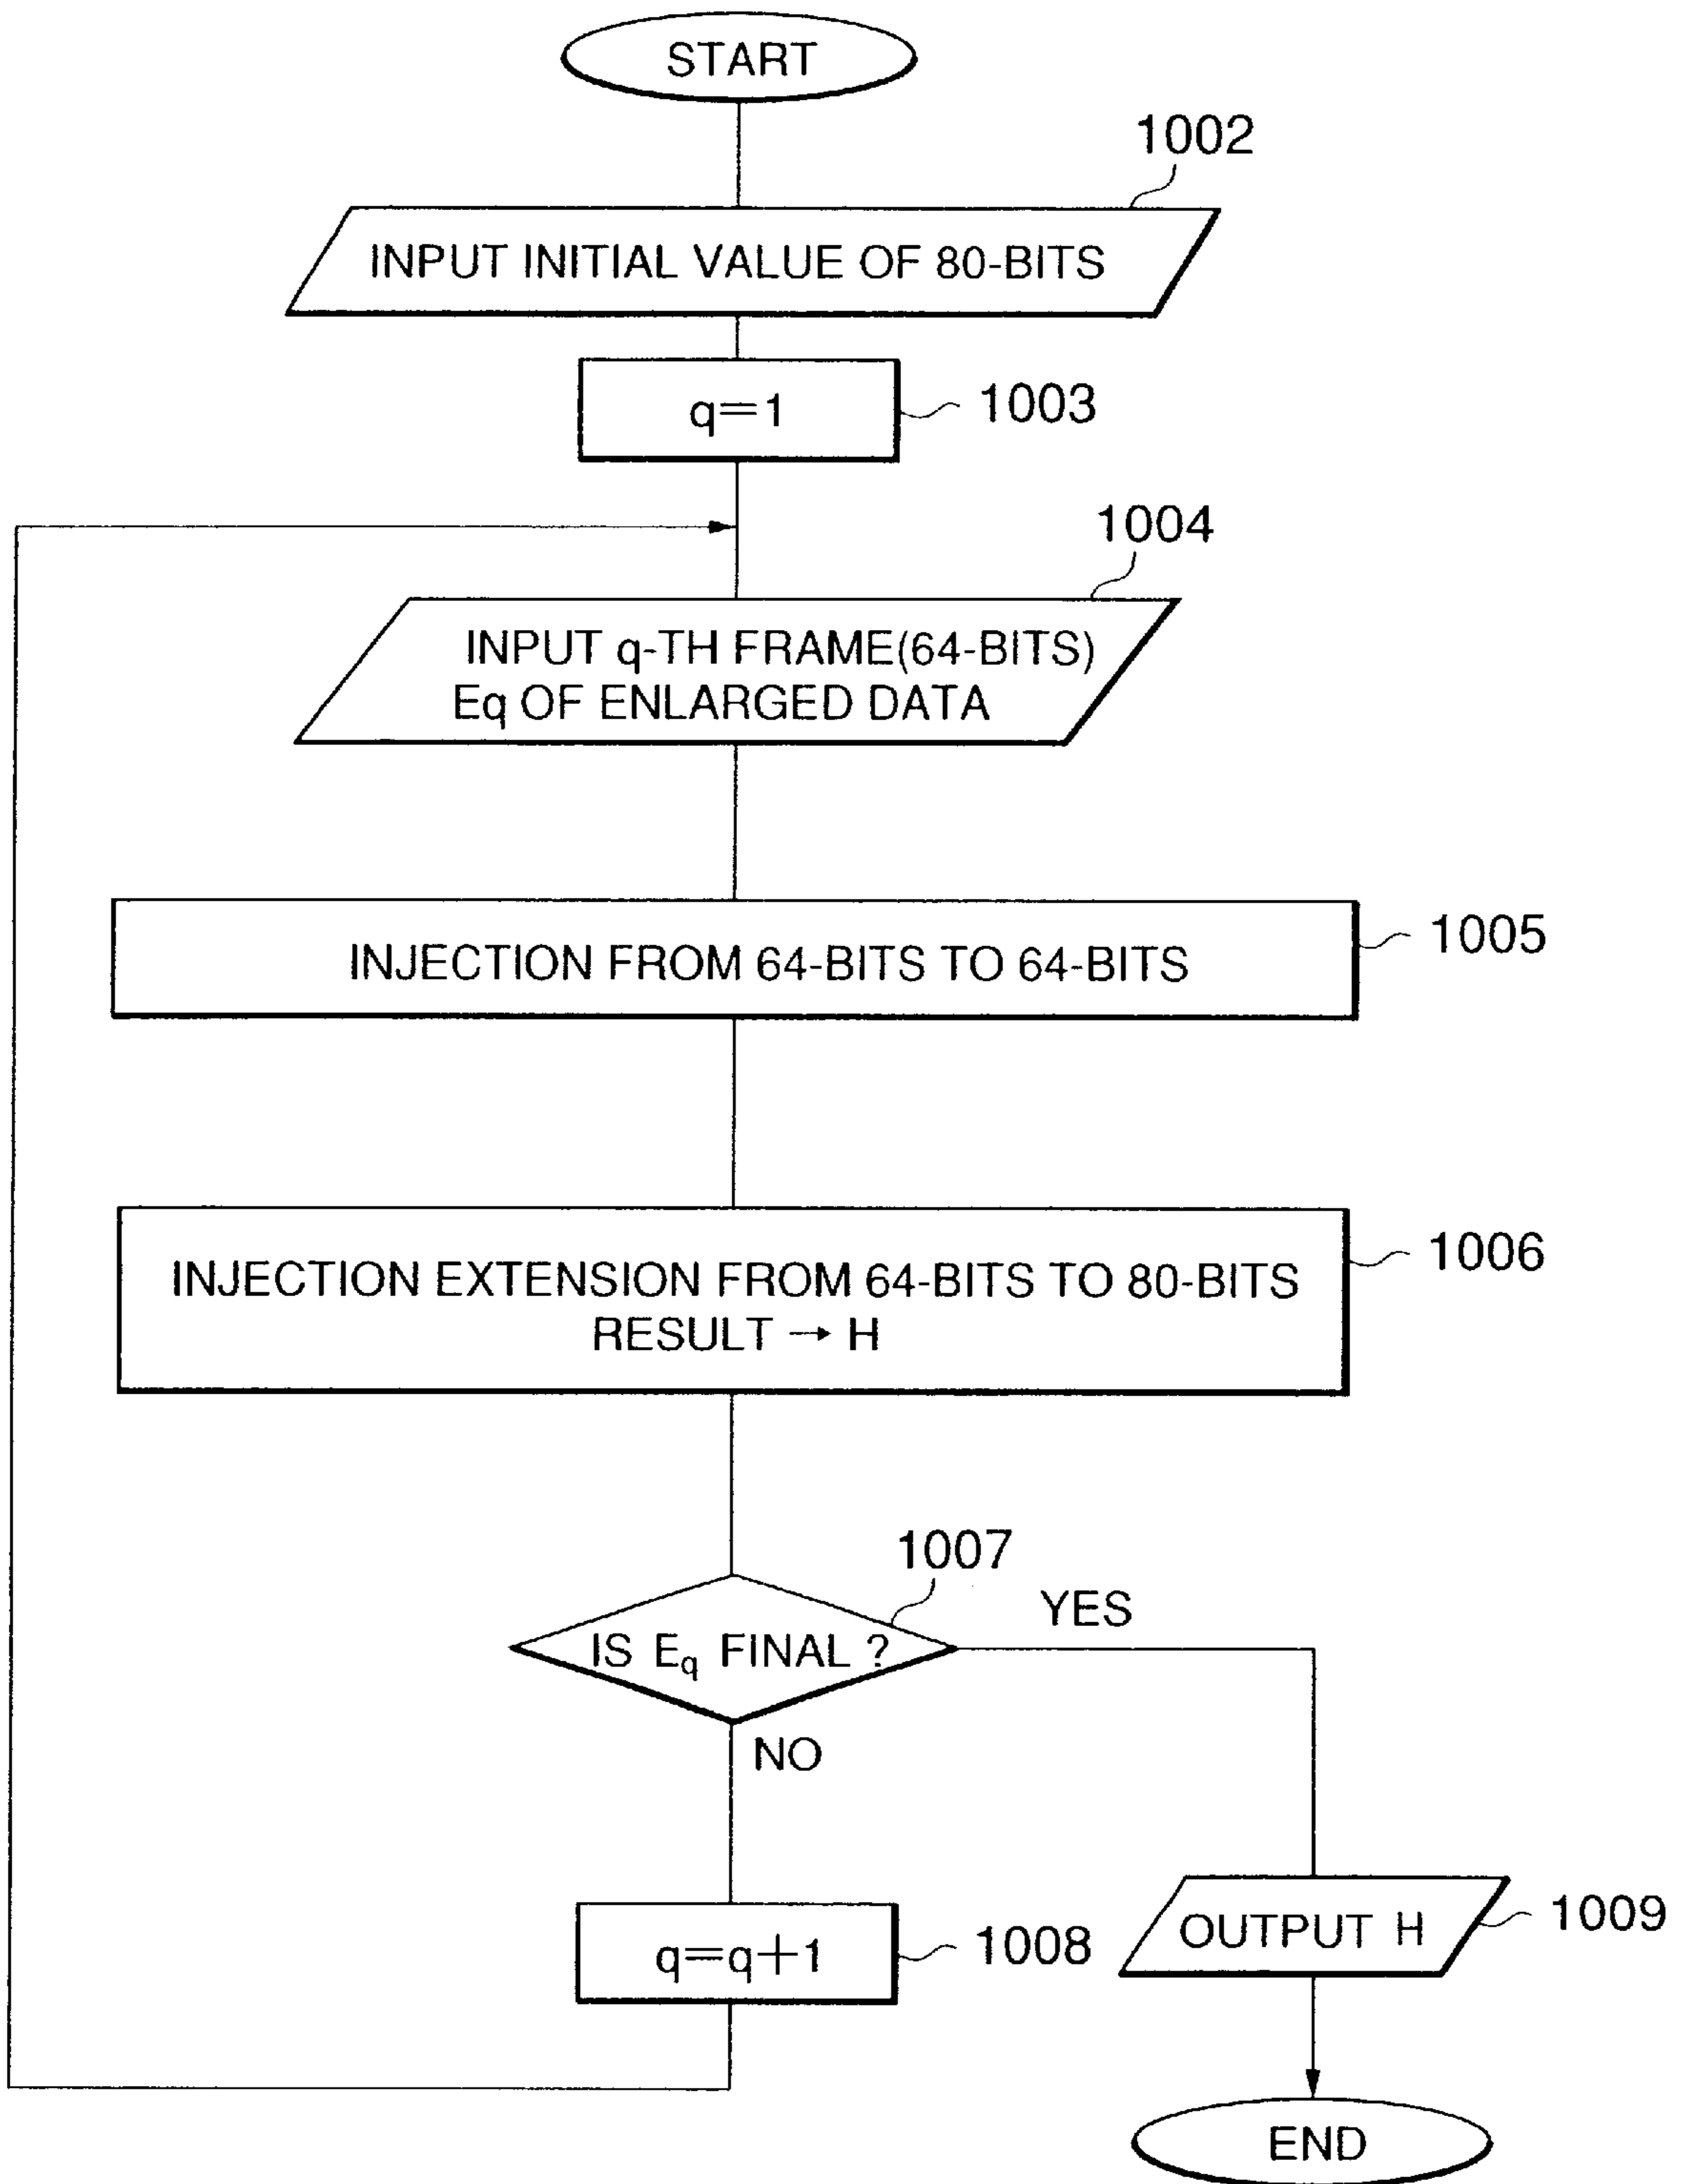 START
1002
INPUT INITIAL VALUE OF 80-BITS
q=1
1003
1004
INPUT q-TH FRAME(64-BITS)
Eq OF ENLARGED DATA
INJECTION FROM 64-BITS TO 64-BITS
1005
INJECTION EXTENSION FROM 64-BITS TO 80-BITS
RESULT → H
1006
1007
YES
IS Eq FINAL ?
NO
q=q+1
1008
OUTPUT H
1009
END